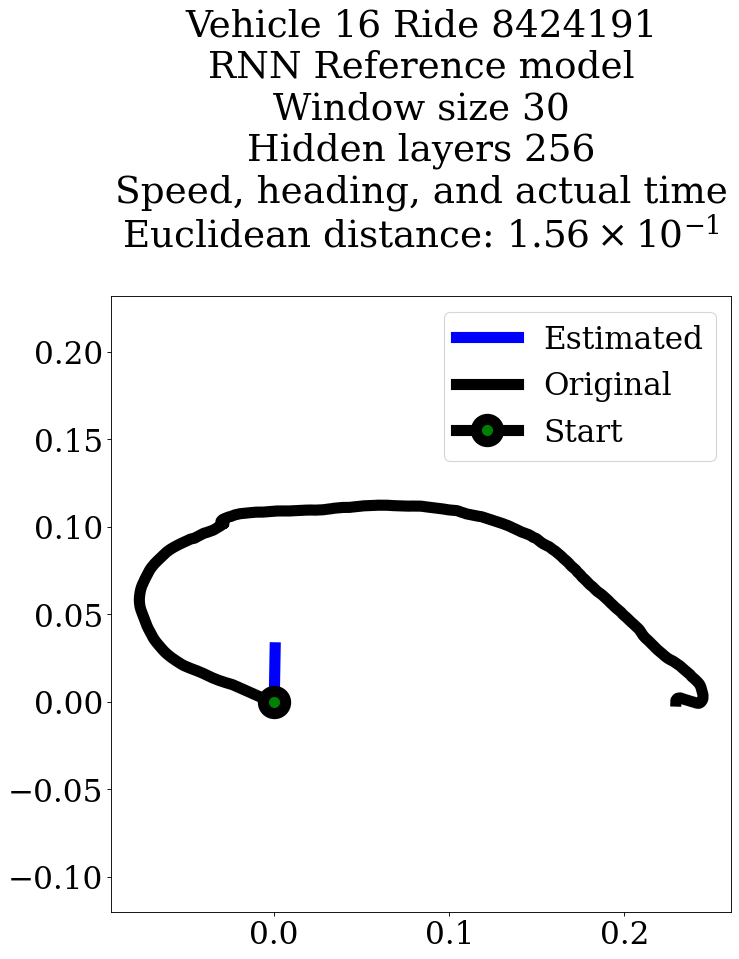 Vehicle 16 Ride 8424191
RNN Reference model
Window size 30
Hidden layers 256
Speed, heading, and actual time
Euclidean distance: 1.56 × 10⁻¹
Estimated
Original
Start
0.20
0.15
0.10
0.05
0.00
−0.05
−0.10
0.0 0.1 0.2